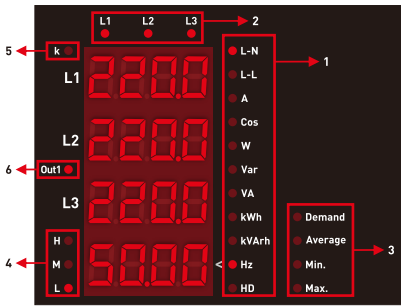 L1 L2 L3
2
5
k
L-N
1
L1
220.0
L-L
A
Cos
L2
220.0
W
6
Out1
Var
VA
L3
220.0
kWh
Demand
H
kVArh
Average
3
4
M
50.00
<
Hz
Min.
L
HD
Max.